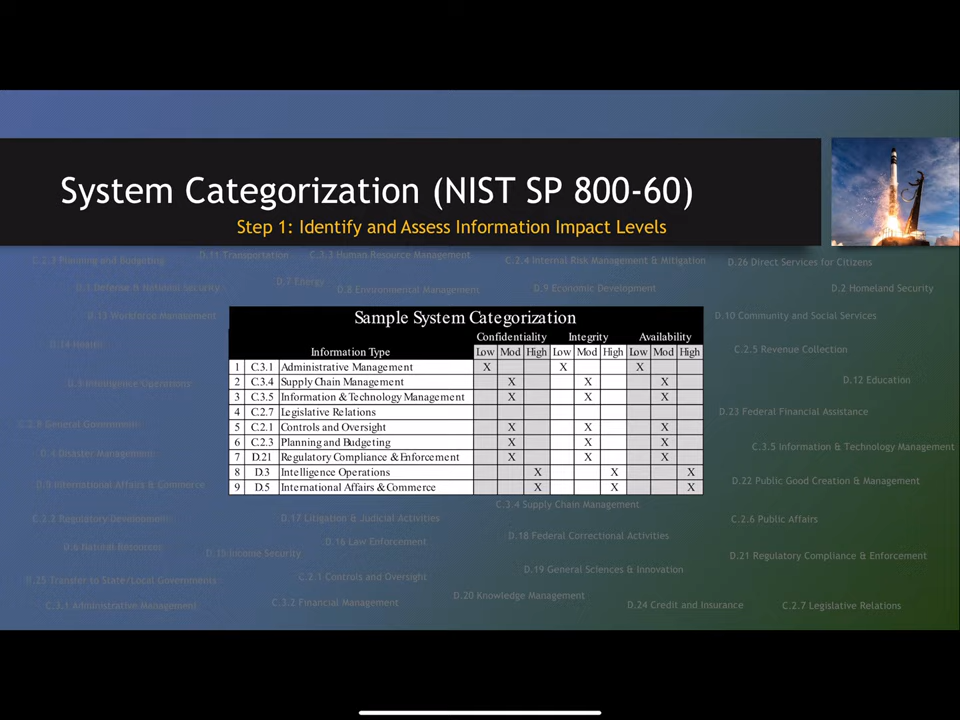 System Categorization (NIST SP 800-60)
Step 1: Identify and Assess Information Impact Levels
D.2.3 Planning and Budgeting
D.11 Transportation
C.3.3 Human Resource Management
C.2.4 Internal Risk Management & Mitigation
D.26 Direct Services for Citizens
D.1 Defense & National Security
D.7 Energy
D.8 Environmental Management
D.9 Economic Development
D.2 Homeland Security
D.13 Workforce Management
D.10 Community and Social Services
D.14 Health
C.2.5 Revenue Collection
D.3 Intelligence Operations
D.12 Education
C.2.8 General Government
D.23 Federal Financial Assistance
D.4 Disaster Management
C.3.5 Information & Technology Management
D.5 International Affairs & Commerce
D.22 Public Good Creation & Management
Sample System Categorization
Confidentiality Integrity Availability
Information Type Low Mod High Low Mod High Low Mod High
1 C.3.1 Administrative Management X X X
2 C.3.4 Supply Chain Management X X X
3 C.3.5 Information & Technology Management X X X
4 C.2.7 Legislative Relations
5 C.2.1 Controls and Oversight X X X
6 C.2.3 Planning and Budgeting X X X
7 D.21 Regulatory Compliance & Enforcement X X X
8 D.3 Intelligence Operations X X X
9 D.5 International Affairs & Commerce X X X
C.3.4 Supply Chain Management
C.2.2 Regulatory Development
D.17 Litigation & Judicial Activities
C.2.6 Public Affairs
D.6 Natural Resources
D.16 Law Enforcement
D.18 Federal Correctional Activities
D.15 Income Security
D.21 Regulatory Compliance & Enforcement
D.19 General Sciences & Innovation
D.25 Transfer to State/Local Governments
C.2.1 Controls and Oversight
D.20 Knowledge Management
C.3.1 Administrative Management
C.3.2 Financial Management
D.24 Credit and Insurance
C.2.7 Legislative Relations